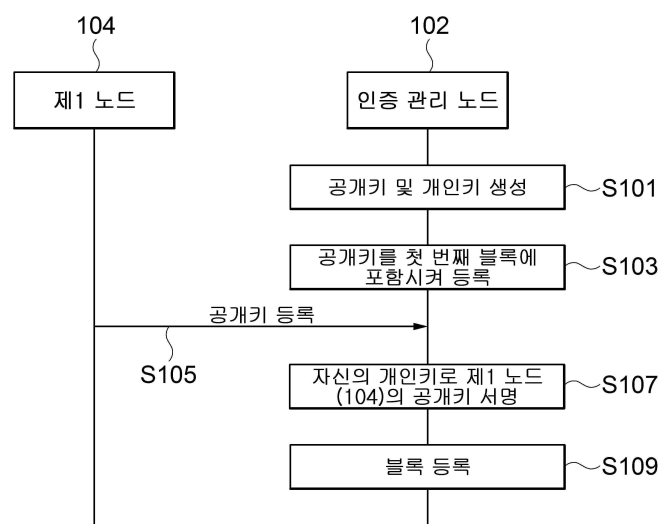 104
102
제1 노드
인증 관리 노드
공개키 및 개인키 생성
S101
공개키를 첫 번째 블록에
포함시켜 등록
S103
공개키 등록
S105
자신의 개인키로 제1 노드
(104)의 공개키 서명
S107
블록 등록
S109